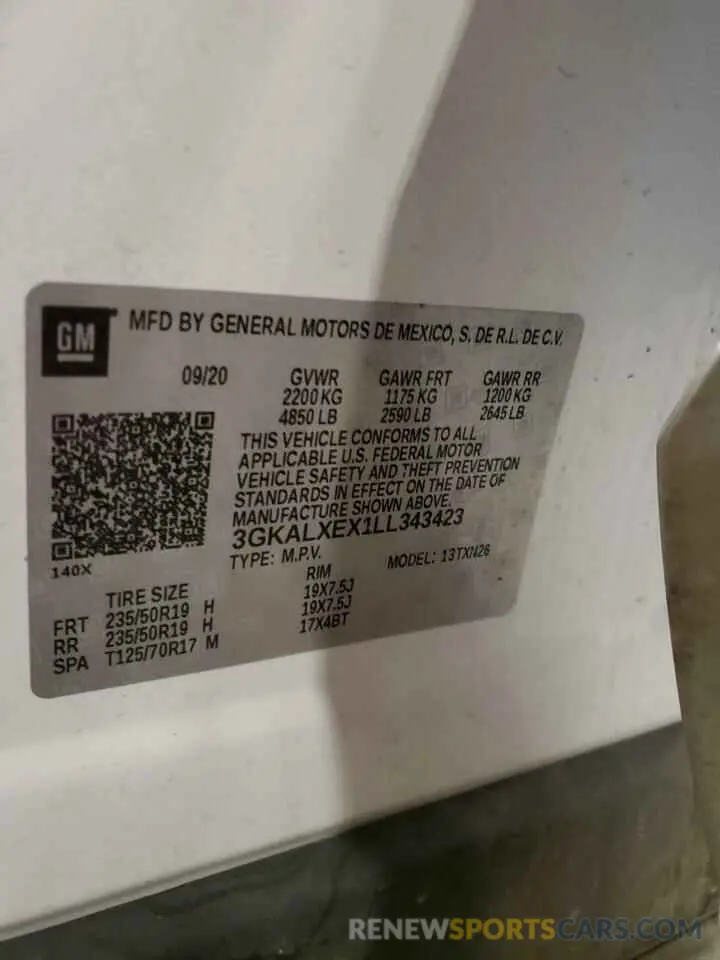 GM MFD BY GENERAL MOTORS DE MEXICO, S. DE R.L. DE C.V.
09/20 GVWR GAWR FRT GAWR RR
2200 KG 1175 KG 1200 KG
4850 LB 2590 LB 2645 LB
THIS VEHICLE CONFORMS TO ALL
APPLICABLE U.S. FEDERAL MOTOR
VEHICLE SAFETY AND THEFT PREVENTION
STANDARDS IN EFFECT ON THE DATE OF
MANUFACTURE SHOWN ABOVE.
3GKALXEX1LL343423
TYPE: M.P.V. MODEL: 13TXN26
140X
TIRE SIZE RIM
FRT 235/50R19 H 19X7.5J
RR 235/50R19 H 19X7.5J
SPA T125/70R17 M 17X4BT
RENEWSPORTSCARS.COM